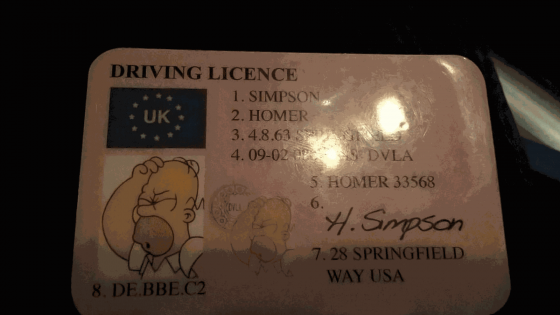 DRIVING LICENCE
UK
1. SIMPSON
2. HOMER
3. 4.8.63
4. 09-02 DVLA
5. HOMER 33568
6.
H. Simpson
7. 28 SPRINGFIELD
WAY USA
8. DE.BBE.C2